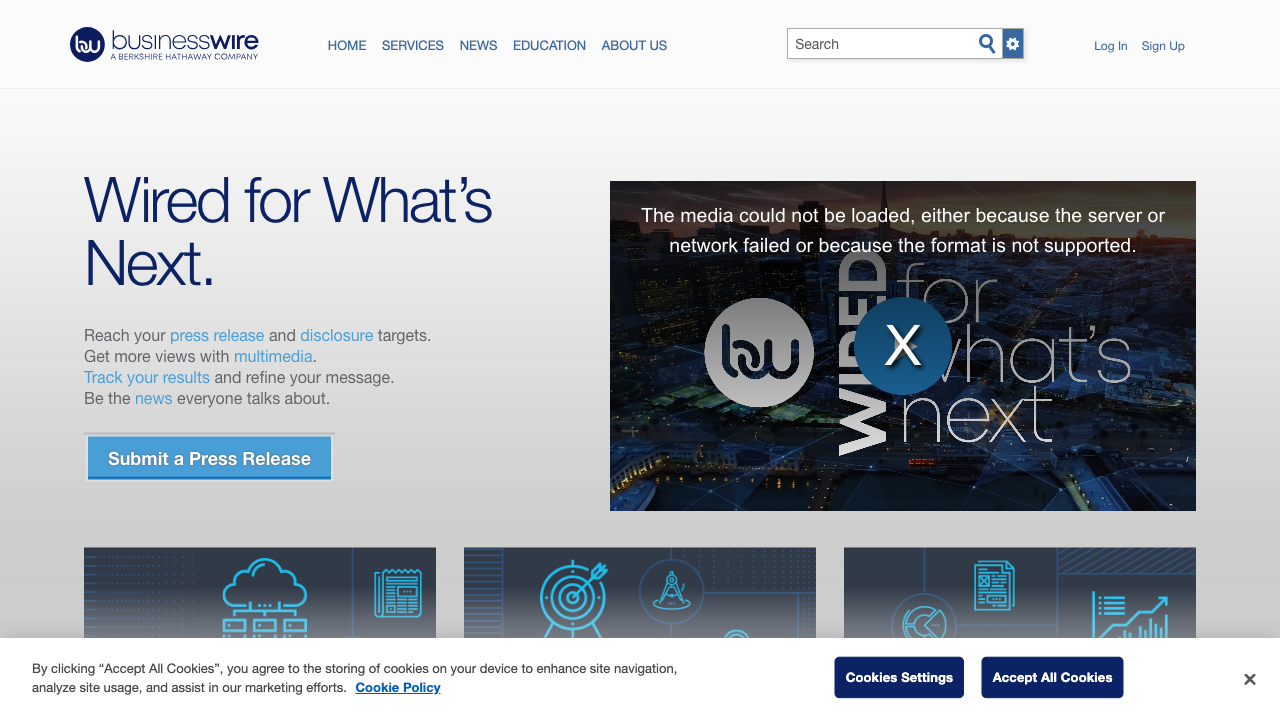 businesswire
A BERKSHIRE HATHAWAY COMPANY
HOME SERVICES NEWS EDUCATION ABOUT US
Search
Log In Sign Up
Wired for What’s
Next.
Reach your press release and disclosure targets.
Get more views with multimedia.
Track your results and refine your message.
Be the news everyone talks about.
Submit a Press Release
The media could not be loaded, either because the server or
network failed or because the format is not supported.
bw
WIRED
for
what's
next
X
By clicking “Accept All Cookies”, you agree to the storing of cookies on your device to enhance site navigation,
analyze site usage, and assist in our marketing efforts. Cookie Policy
Cookies Settings
Accept All Cookies